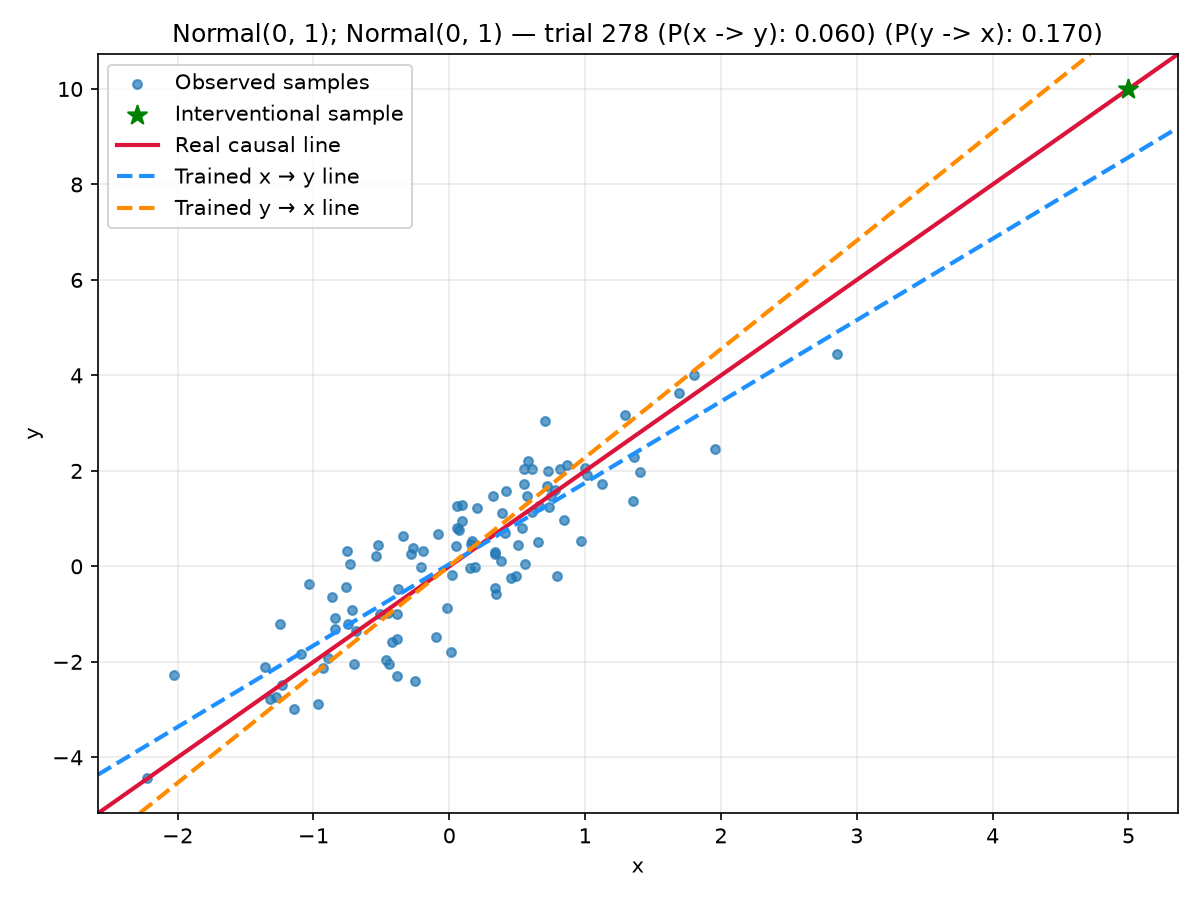 Normal(0, 1); Normal(0, 1) — trial 278 (P(x -> y): 0.060) (P(y -> x): 0.170)
Observed samples
Interventional sample
Real causal line
Trained x → y line
Trained y → x line
10
8
6
4
2
0
−2
−4
y
−2 −1 0 1 2 3 4 5
x